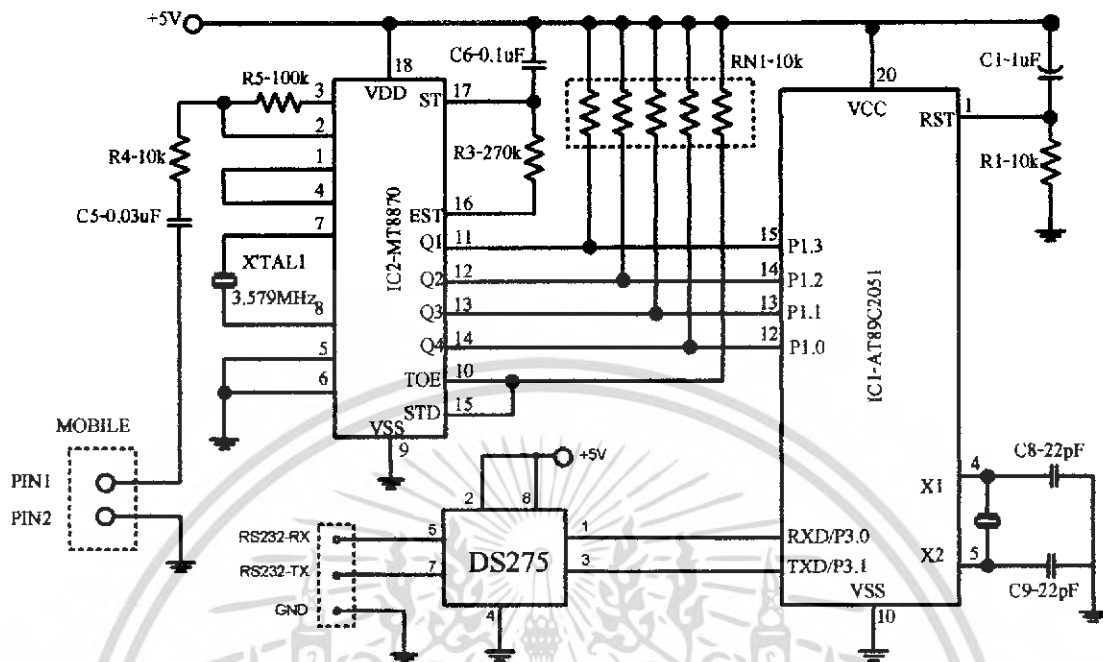 +5V
18
VDD
R5-100k
3
2
R4-10k
1
4
C5-0.03uF
7
X'TAL1
3.579MHz
8
5
6
MOBILE
PIN1
PIN2
IC2-MT8870
ST
17
C6-0.1uF
R3-270k
EST
16
Q1
11
Q2
12
Q3
13
Q4
14
TOE
10
STD
15
VSS
9
RN1-10k
20
VCC
C1-1uF
1
RST
R1-10k
15
P1.3
14
P1.2
13
P1.1
12
P1.0
IC1-AT89C2051
4
X1
C8-22pF
5
X2
C9-22pF
RXD/P3.0
TXD/P3.1
VSS
10
+5V
2
8
RS232-RX
5
1
DS275
RS232-TX
7
3
GND
4